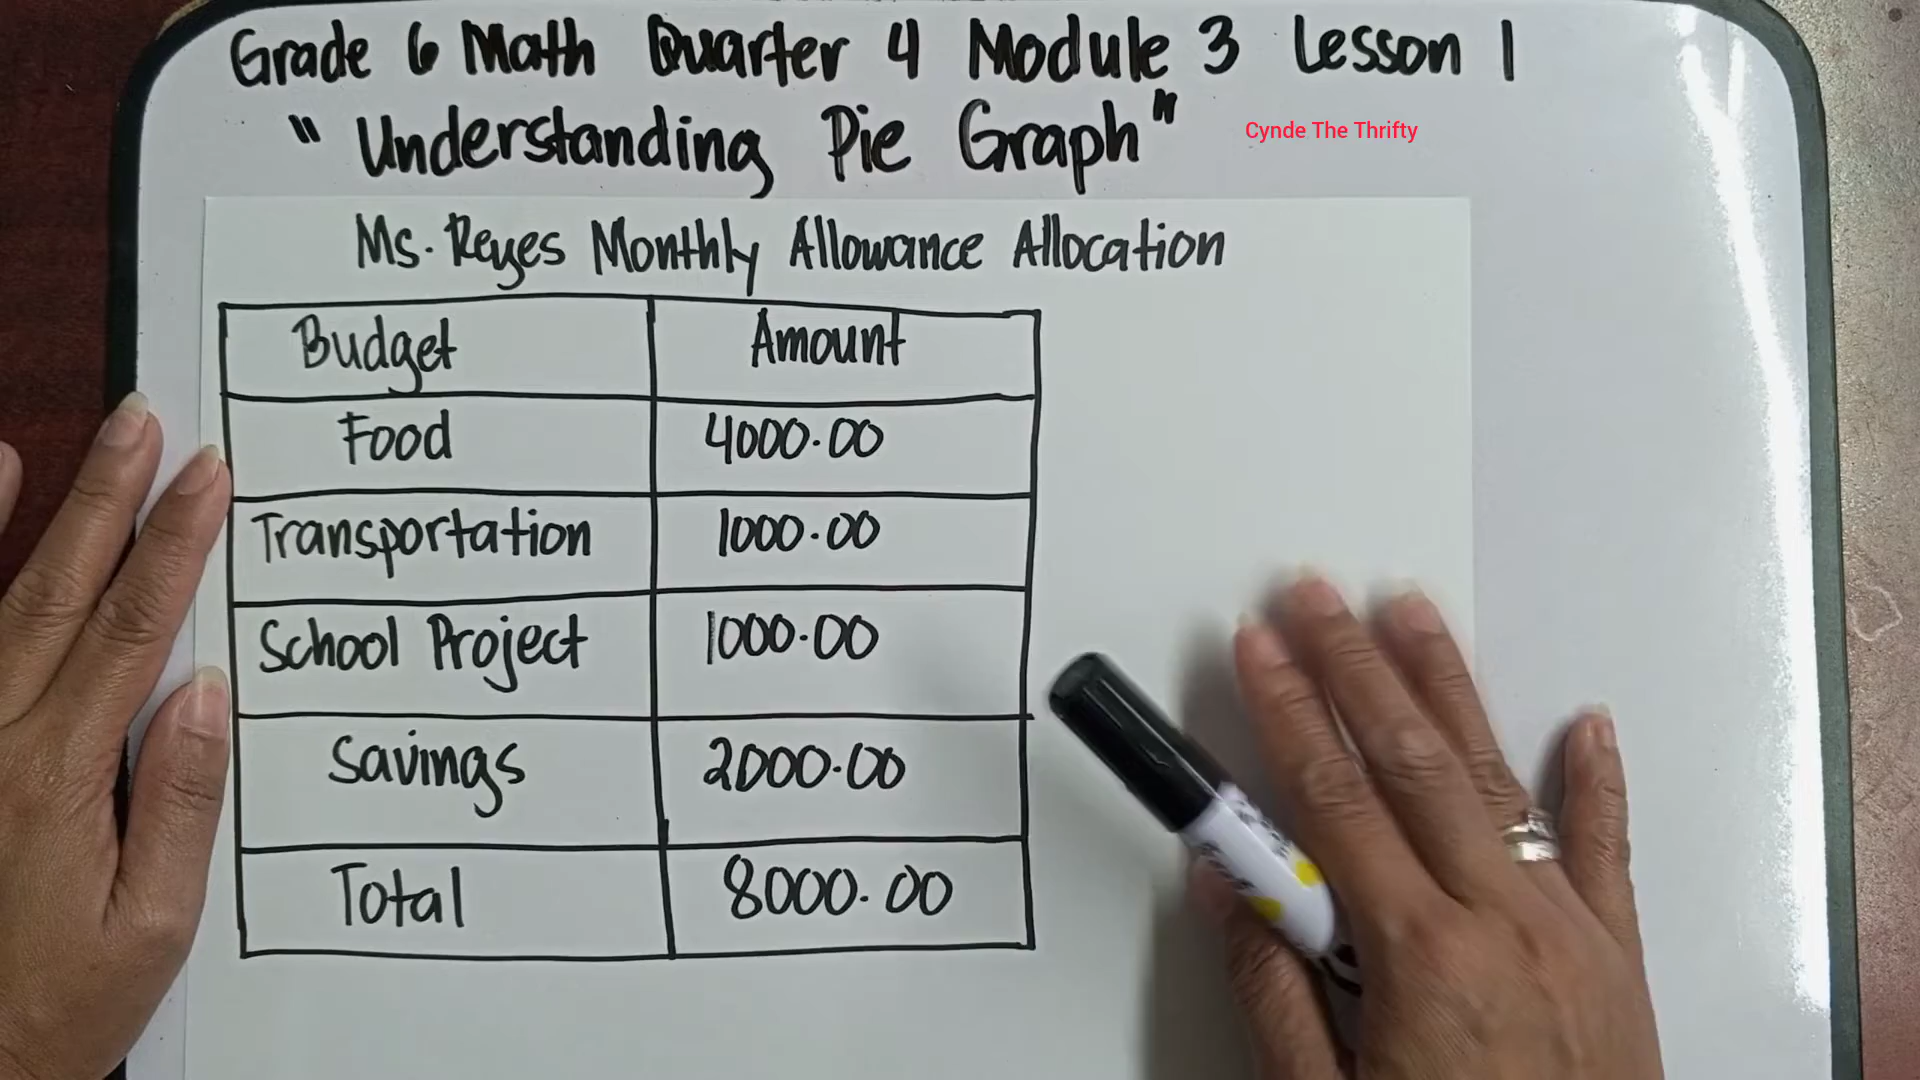 Grade 6 Math Quarter 4 Module 3 Lesson 1
"Understanding Pie Graph"
Cynde The Thrifty
Ms. Reyes Monthly Allowance Allocation
Budget Amount
Food 4000.00
Transportation 1000.00
School Project 1000.00
Savings 2000.00
Total 8000.00